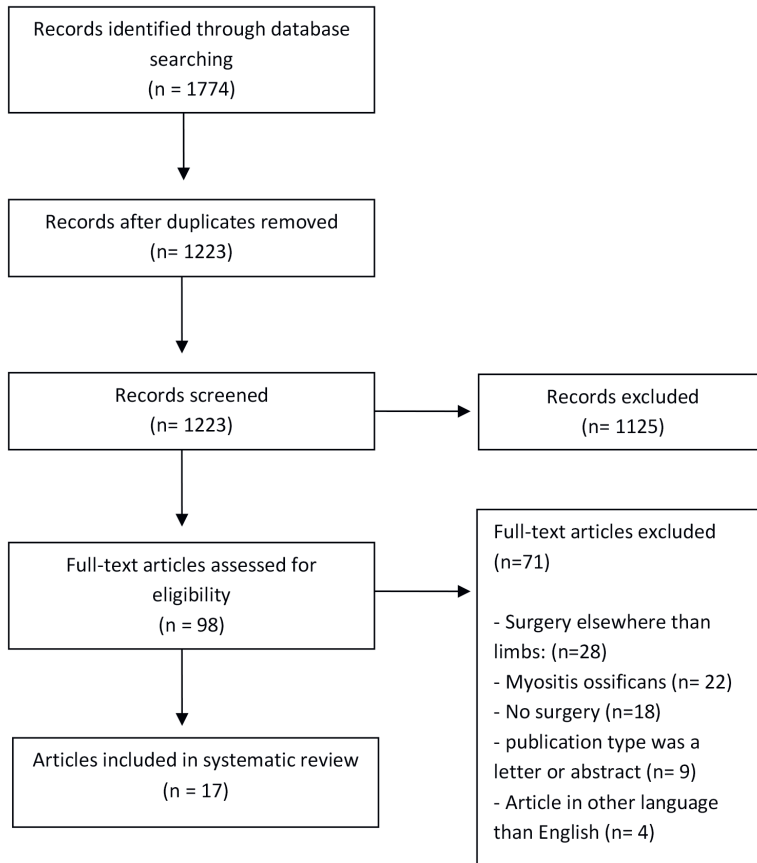 Records identified through database
searching
(n = 1774)
Records after duplicates removed
(n= 1223)
Records screened
(n= 1223)
Records excluded
(n= 1125)
Full-text articles assessed for
eligibility
(n = 98)
Full-text articles excluded
(n=71)
- Surgery elsewhere than
limbs: (n=28)
- Myositis ossificans (n= 22)
- No surgery (n=18)
- publication type was a
letter or abstract (n= 9)
- Article in other language
than English (n= 4)
Articles included in systematic review
(n = 17)